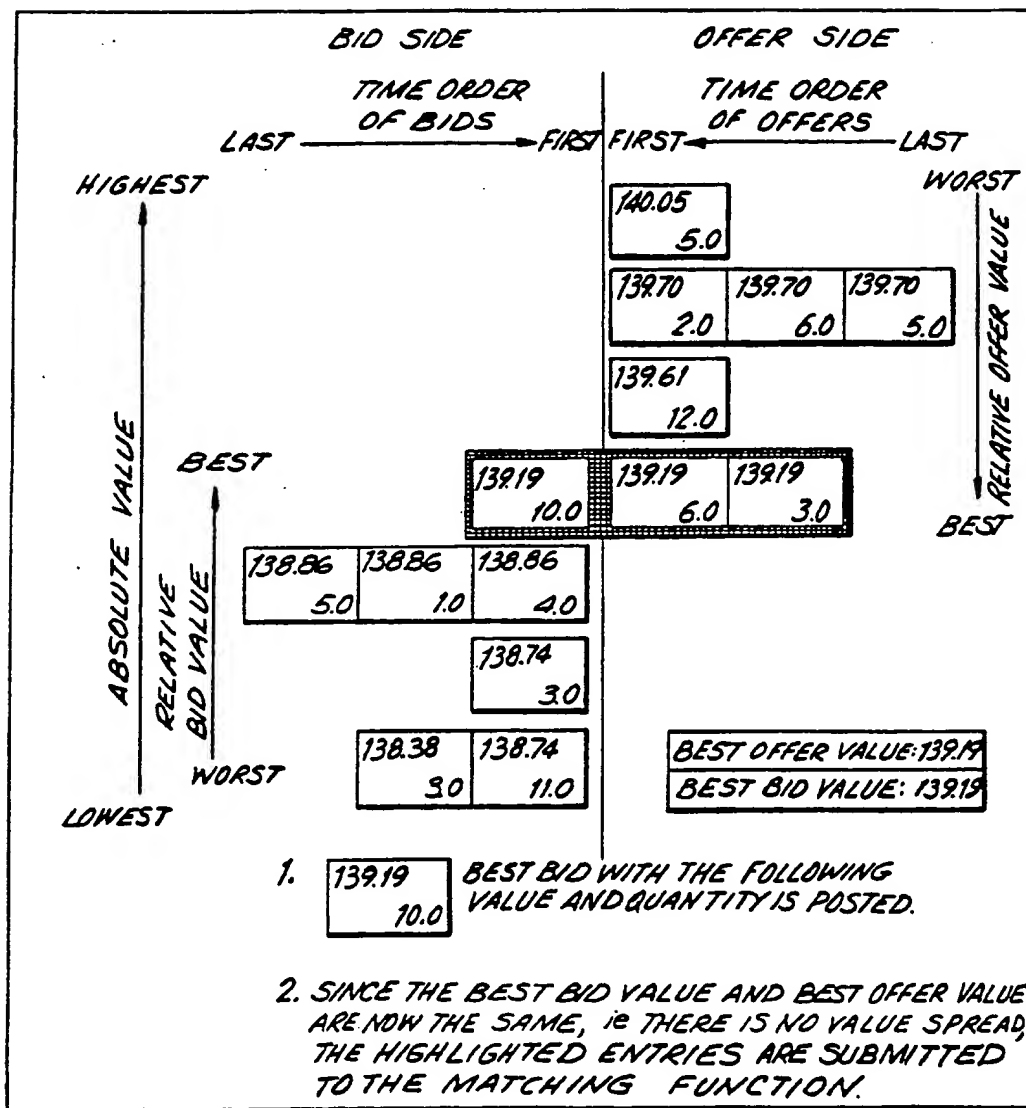 BID SIDE OFFER SIDE
TIME ORDER OF BIDS
TIME ORDER OF OFFERS
LAST FIRST FIRST LAST
HIGHEST WORST
140.05
5.0
139.70 139.70 139.70
2.0 6.0 5.0
139.61
12.0
RELATIVE OFFER VALUE
BEST
139.19 139.19 139.19
10.0 6.0 3.0
BEST
ABSOLUTE VALUE
RELATIVE
BID VALUE
138.86 138.86 138.86
5.0 1.0 4.0
138.74
3.0
138.38 138.74
3.0 11.0
WORST
LOWEST
BEST OFFER VALUE: 139.19
BEST BID VALUE: 139.19
1. 139.19 10.0 BEST BID WITH THE FOLLOWING
VALUE AND QUANTITY IS POSTED.
2. SINCE THE BEST BID VALUE AND BEST OFFER VALUE
ARE NOW THE SAME, ie THERE IS NO VALUE SPREAD,
THE HIGHLIGHTED ENTRIES ARE SUBMITTED
TO THE MATCHING FUNCTION.